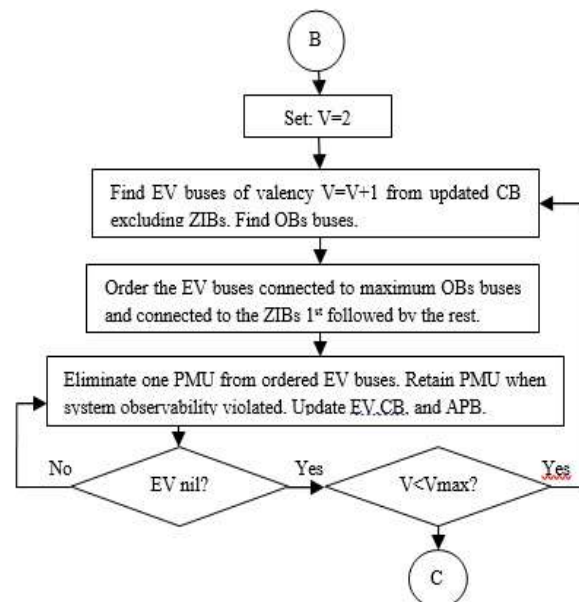 B
Set: V=2
Find EV buses of valency V=V+1 from updated CB
excluding ZIBs. Find OBs buses.
Order the EV buses connected to maximum OBs buses
and connected to the ZIBs 1st followed by the rest.
Eliminate one PMU from ordered EV buses. Retain PMU when
system observability violated. Update EV,CB, and APB.
No
EV nil?
Yes
V<Vmax?
Yes
C